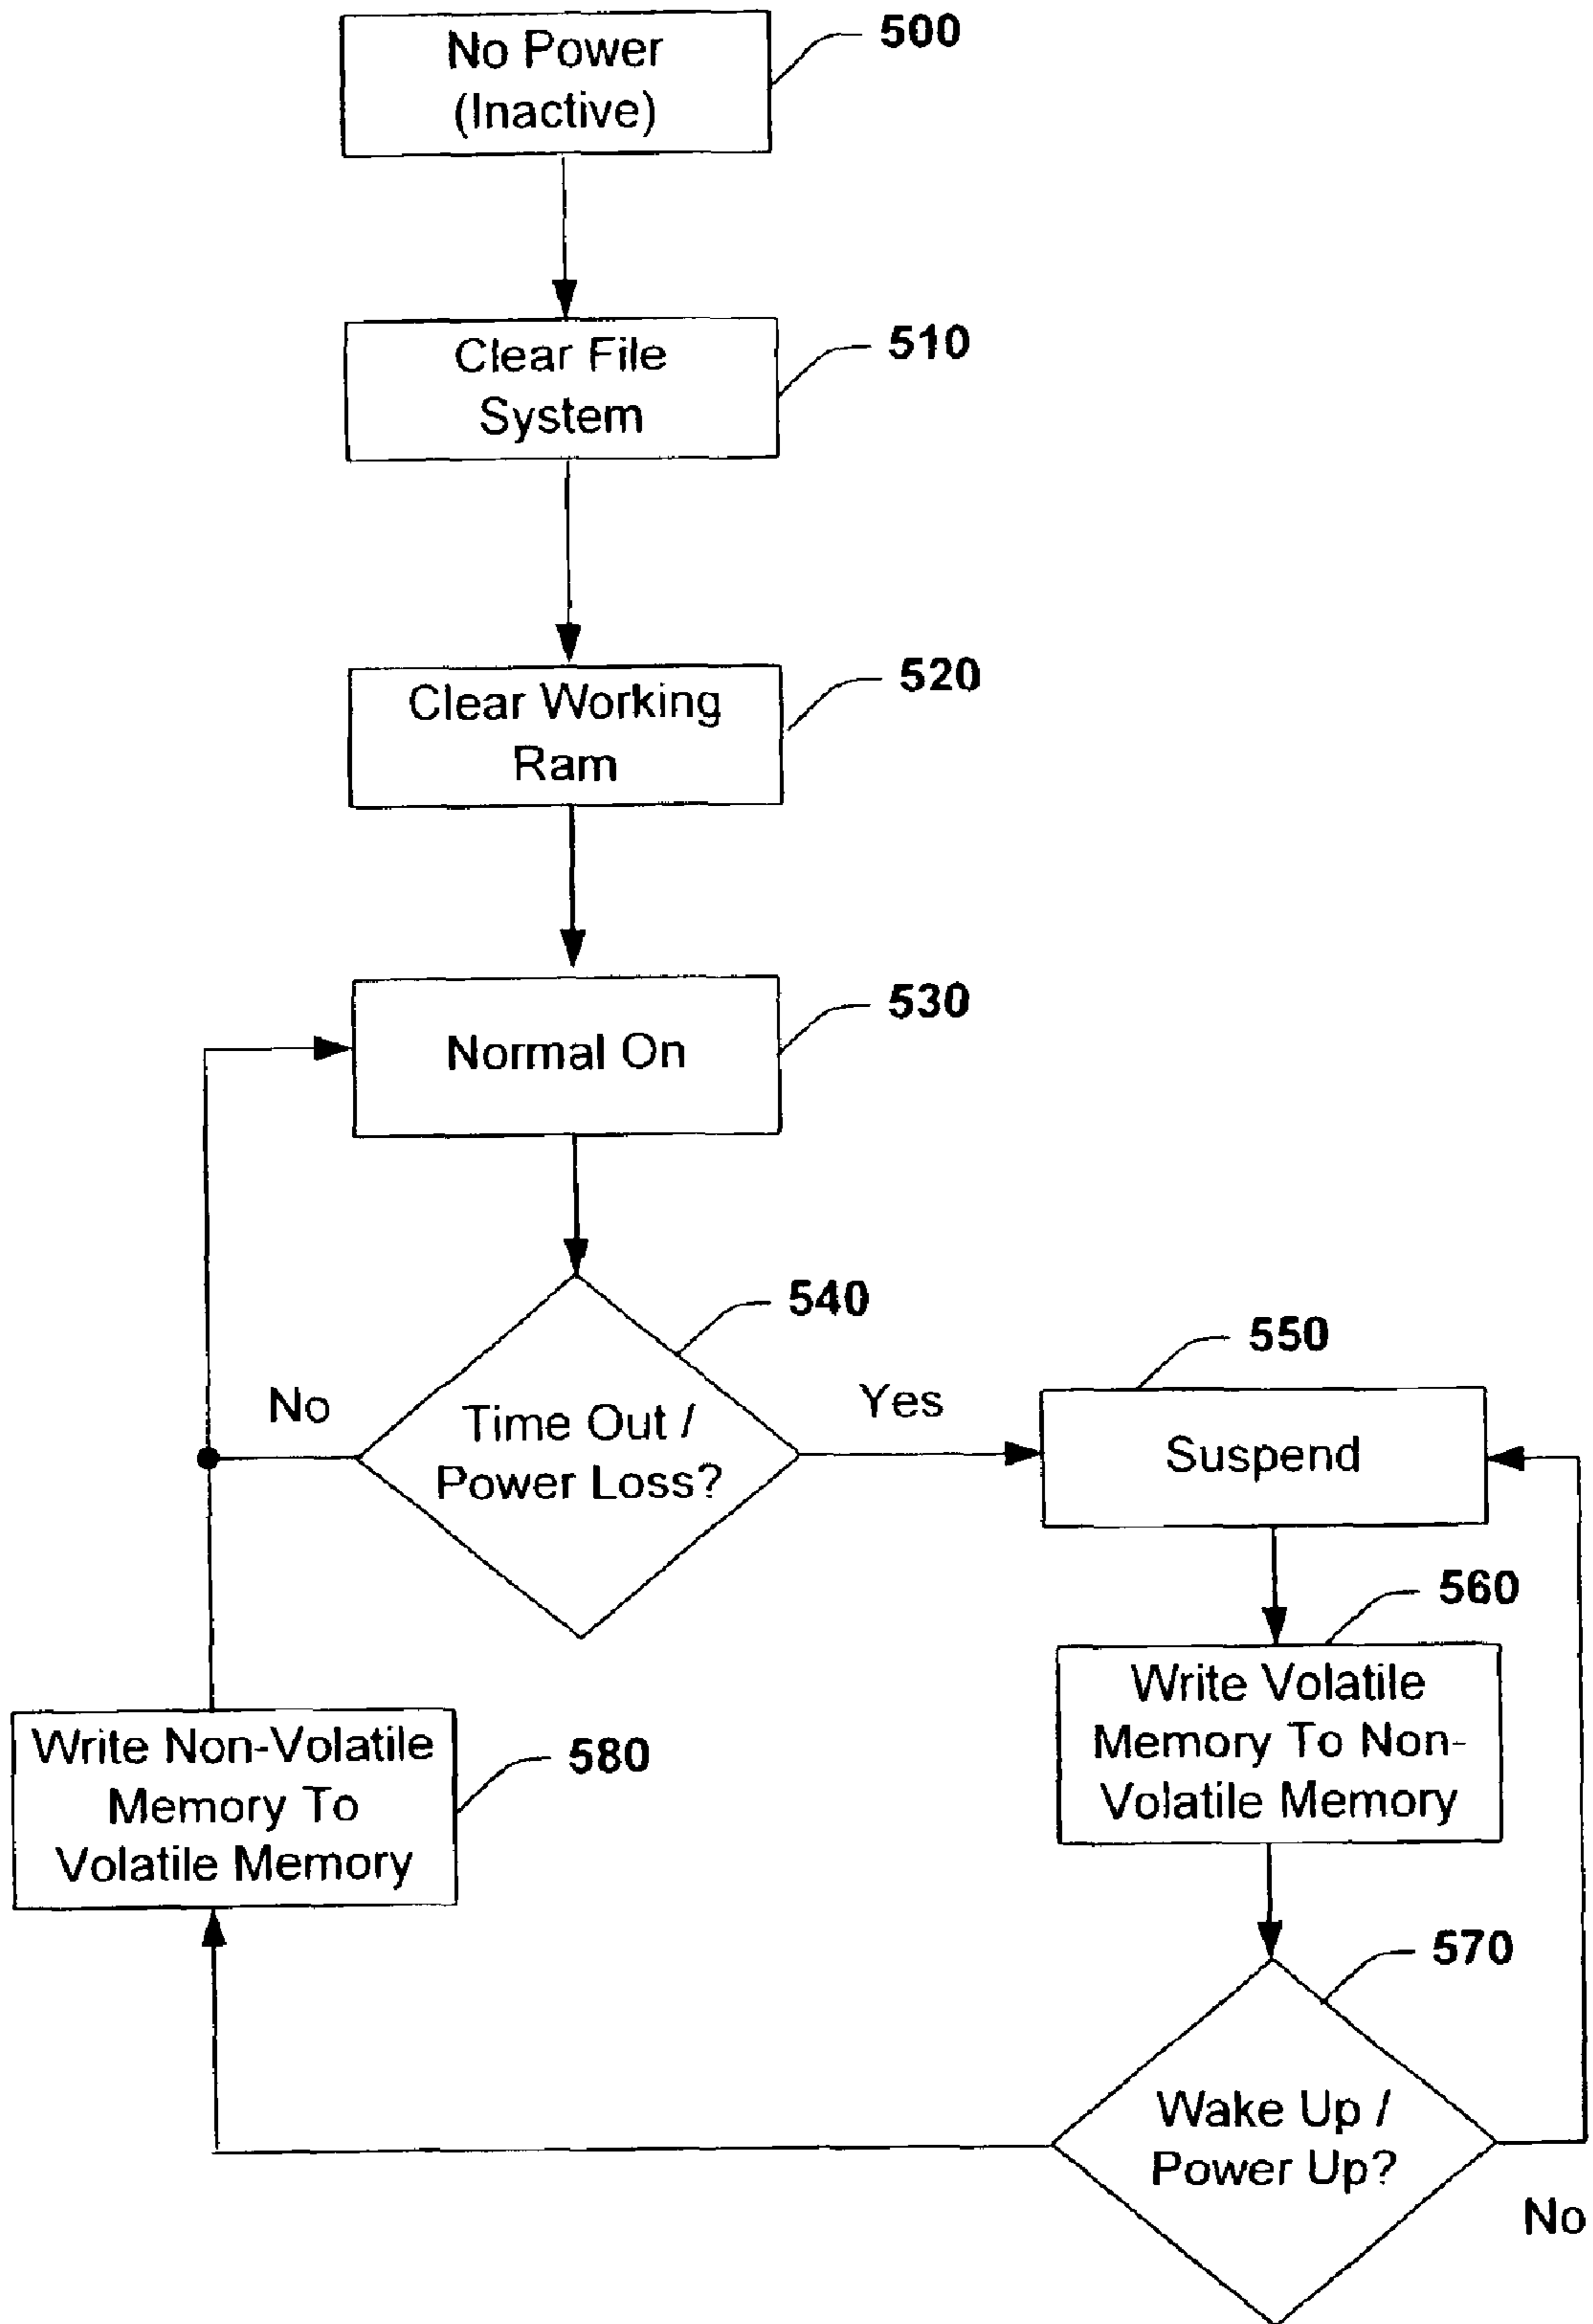 No Power
(Inactive)
500
Clear File
System
510
Clear Working
Ram
520
Normal On
530
540
Time Out /
Power Loss?
No
Yes
550
Suspend
560
Write Volatile
Memory To Non-
Volatile Memory
Write Non-Volatile
Memory To
Volatile Memory
580
570
Wake Up /
Power Up?
No